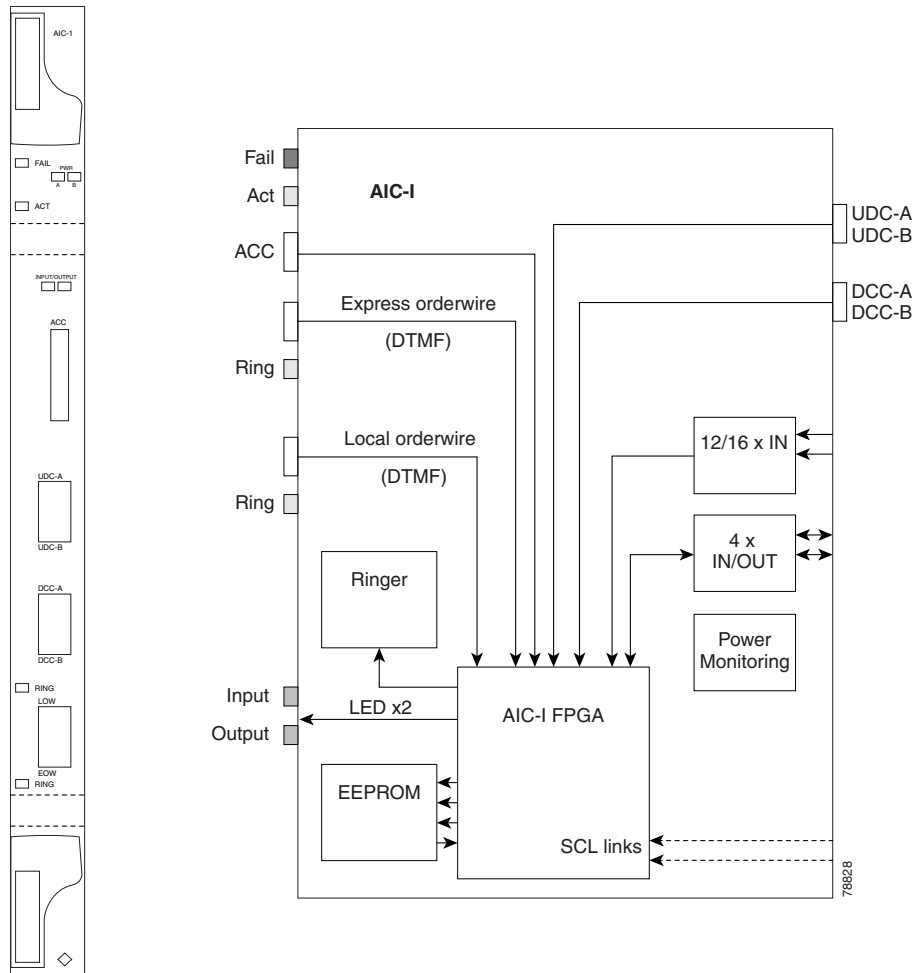 AIC-1
FAIL
PWR
A B
ACT
INPUT/OUTPUT
ACC
UDC-A
UDC-B
DCC-A
DCC-B
RING
LOW
EOW
RING
Fail
Act
AIC-I
ACC
UDC-A
UDC-B
DCC-A
DCC-B
Express orderwire
(DTMF)
Ring
Local orderwire
(DTMF)
Ring
12/16 x IN
4 x
IN/OUT
Ringer
Power
Monitoring
Input
LED x2
Output
AIC-I FPGA
EEPROM
SCL links
78828